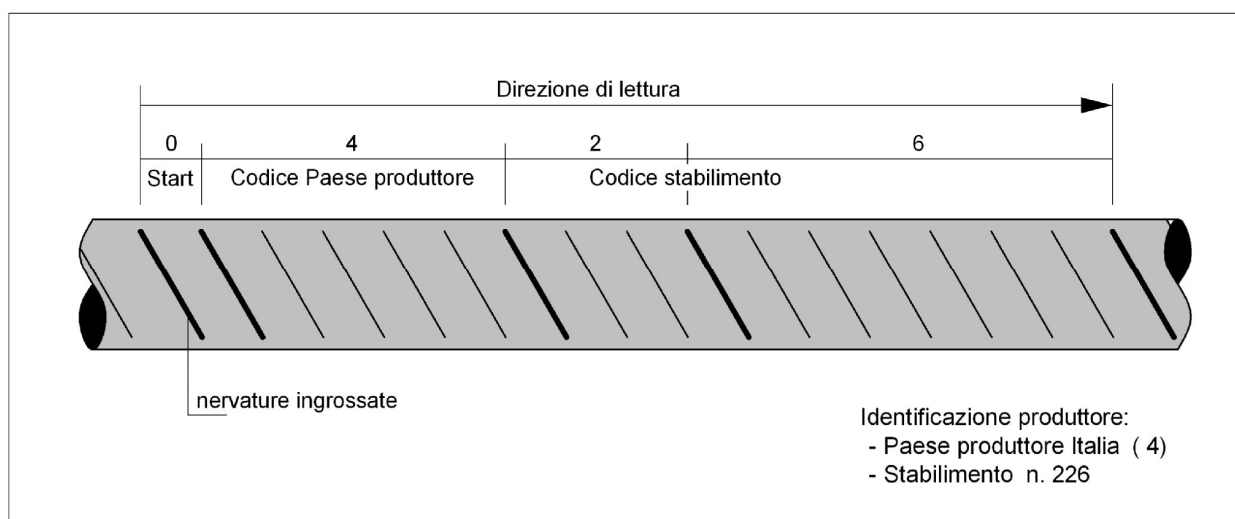 Direzione di lettura
0 4 2 6
Start Codice Paese produttore Codice stabilimento
nervature ingrossate
Identificazione produttore:
- Paese produttore Italia ( 4)
- Stabilimento n. 226